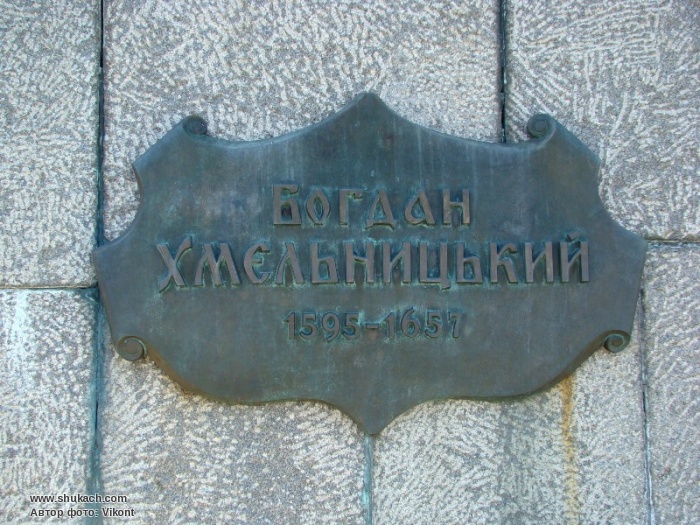 Богдан
Хмельницький
1595-1657
www.shukach.com
Автор фото: Vikont